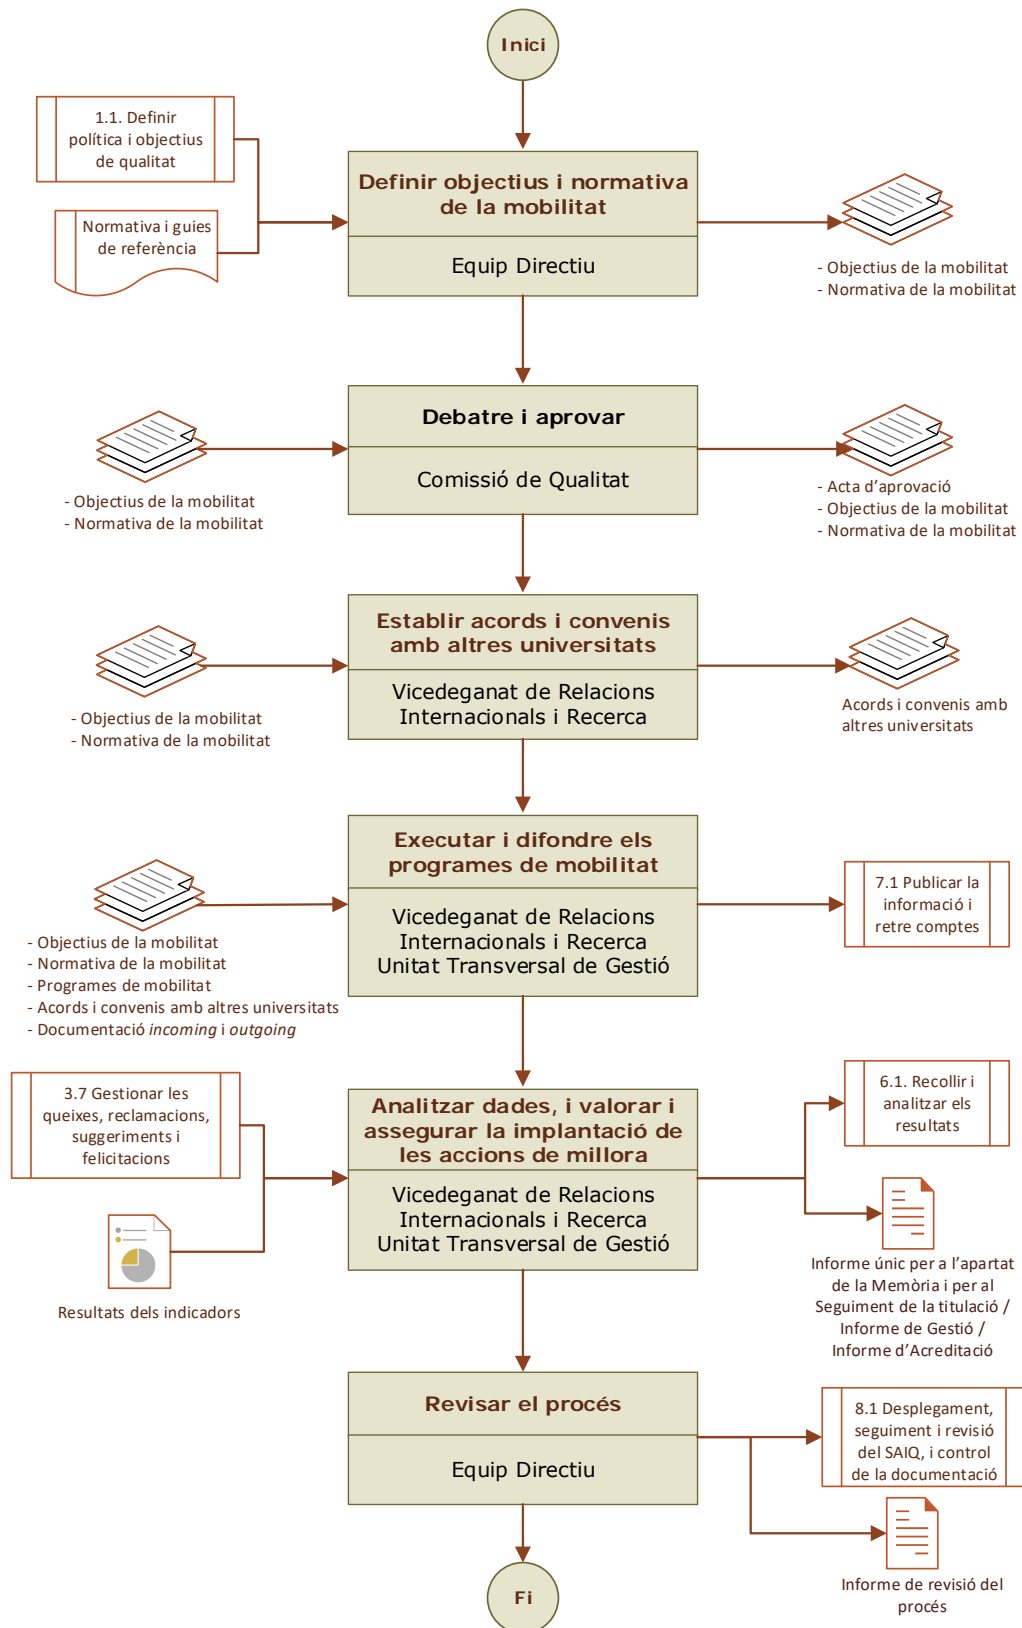 Inici
1.1. Definir
política i objectius
de qualitat
Normativa i guies
de referència
Definir objectius i normativa
de la mobilitat
Equip Directiu
- Objectius de la mobilitat
- Normativa de la mobilitat
- Objectius de la mobilitat
- Normativa de la mobilitat
Debatre i aprovar
Comissió de Qualitat
- Acta d’aprovació
- Objectius de la mobilitat
- Normativa de la mobilitat
- Objectius de la mobilitat
- Normativa de la mobilitat
Establir acords i convenis
amb altres universitats
Vicedeganat de Relacions
Internacionals i Recerca
Acords i convenis amb
altres universitats
- Objectius de la mobilitat
- Normativa de la mobilitat
- Programes de mobilitat
- Acords i convenis amb altres universitats
- Documentació incoming i outgoing
Executar i difondre els
programes de mobilitat
Vicedeganat de Relacions
Internacionals i Recerca
Unitat Transversal de Gestió
7.1 Publicar la
informació i
retre comptes
3.7 Gestionar les
queixes, reclamacions,
suggeriments i
felicitacions
Resultats dels indicadors
Analitzar dades, i valorar i
assegurar la implantació de
les accions de millora
Vicedeganat de Relacions
Internacionals i Recerca
Unitat Transversal de Gestió
6.1. Recollir i
analitzar els
resultats
Informe únic per a l’apartat
de la Memòria i per al
Seguiment de la titulació /
Informe de Gestió /
Informe d’Acreditació
Revisar el procés
Equip Directiu
8.1 Desplegament,
seguiment i revisió
del SAIQ, i control
de la documentació
Informe de revisió del
procés
Fi